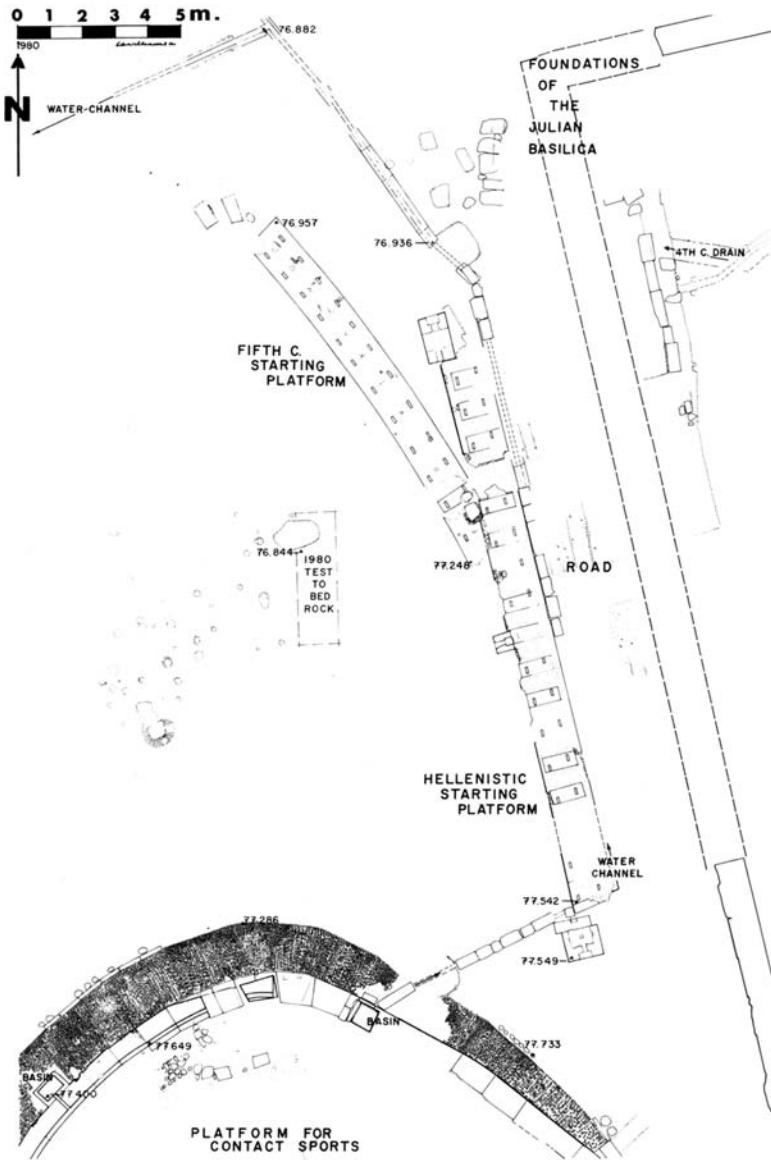 0 1 2 3 4 5 m.
1980
N
76.882
WATER-CHANNEL
FOUNDATIONS
OF
THE
JULIAN
BASILICA
76.957
76.936
4TH C. DRAIN
FIFTH C.
STARTING
PLATFORM
76.844
1980
TEST
TO
BED
ROCK
77.248
ROAD
HELLENISTIC
STARTING
PLATFORM
WATER
CHANNEL
77.542
77.549
77.286
BASIN
77.733
77.649
BASIN
77.400
PLATFORM FOR
CONTACT SPORTS